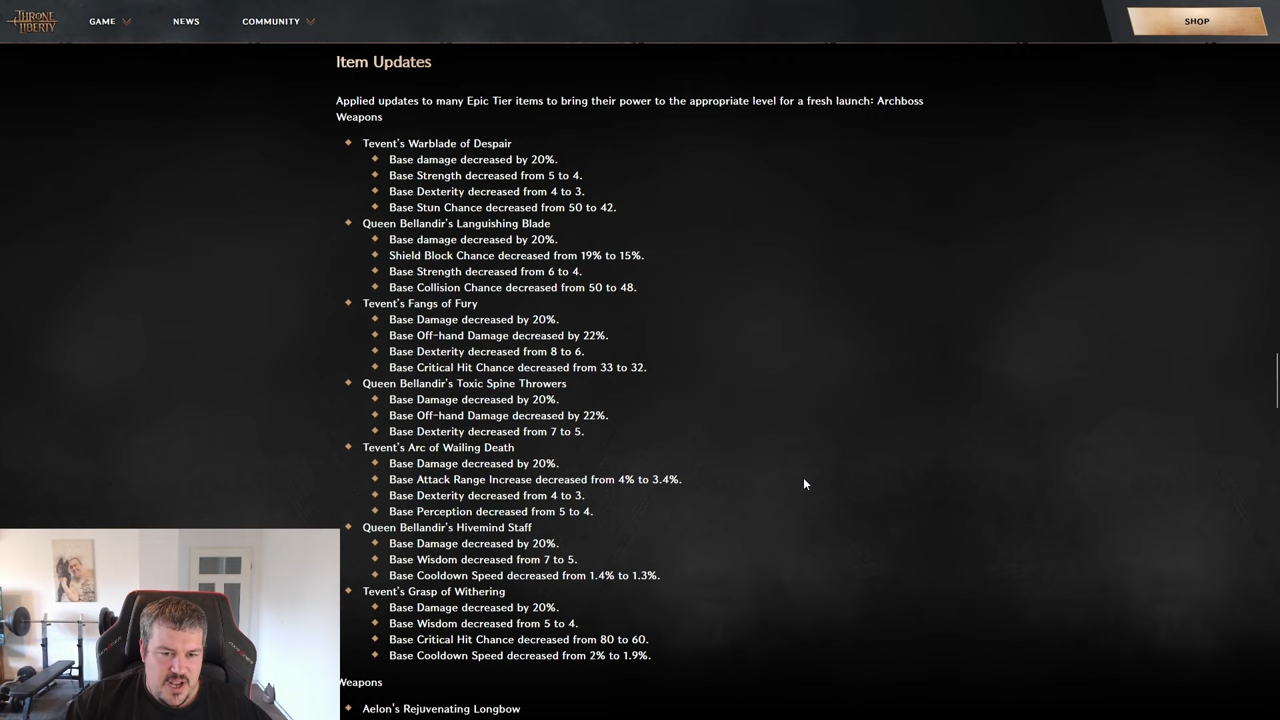 THRONE
LIBERTY
GAME
NEWS
COMMUNITY
SHOP
Item Updates
Applied updates to many Epic Tier items to bring their power to the appropriate level for a fresh launch: Archboss
Weapons
Tevent's Warblade of Despair
Base damage decreased by 20%.
Base Strength decreased from 5 to 4.
Base Dexterity decreased from 4 to 3.
Base Stun Chance decreased from 50 to 42.
Queen Bellandir's Languishing Blade
Base damage decreased by 20%.
Shield Block Chance decreased from 19% to 15%.
Base Strength decreased from 6 to 4.
Base Collision Chance decreased from 50 to 48.
Tevent's Fangs of Fury
Base Damage decreased by 20%.
Base Off-hand Damage decreased by 22%.
Base Dexterity decreased from 8 to 6.
Base Critical Hit Chance decreased from 33 to 32.
Queen Bellandir's Toxic Spine Throwers
Base Damage decreased by 20%.
Base Off-hand Damage decreased by 22%.
Base Dexterity decreased from 7 to 5.
Tevent's Arc of Wailing Death
Base Damage decreased by 20%.
Base Attack Range Increase decreased from 4% to 3.4%.
Base Dexterity decreased from 4 to 3.
Base Perception decreased from 5 to 4.
Queen Bellandir's Hivemind Staff
Base Damage decreased by 20%.
Base Wisdom decreased from 7 to 5.
Base Cooldown Speed decreased from 1.4% to 1.3%.
Tevent's Grasp of Withering
Base Damage decreased by 20%.
Base Wisdom decreased from 5 to 4.
Base Critical Hit Chance decreased from 80 to 60.
Base Cooldown Speed decreased from 2% to 1.9%.
Weapons
Aelon's Rejuvenating Longbow